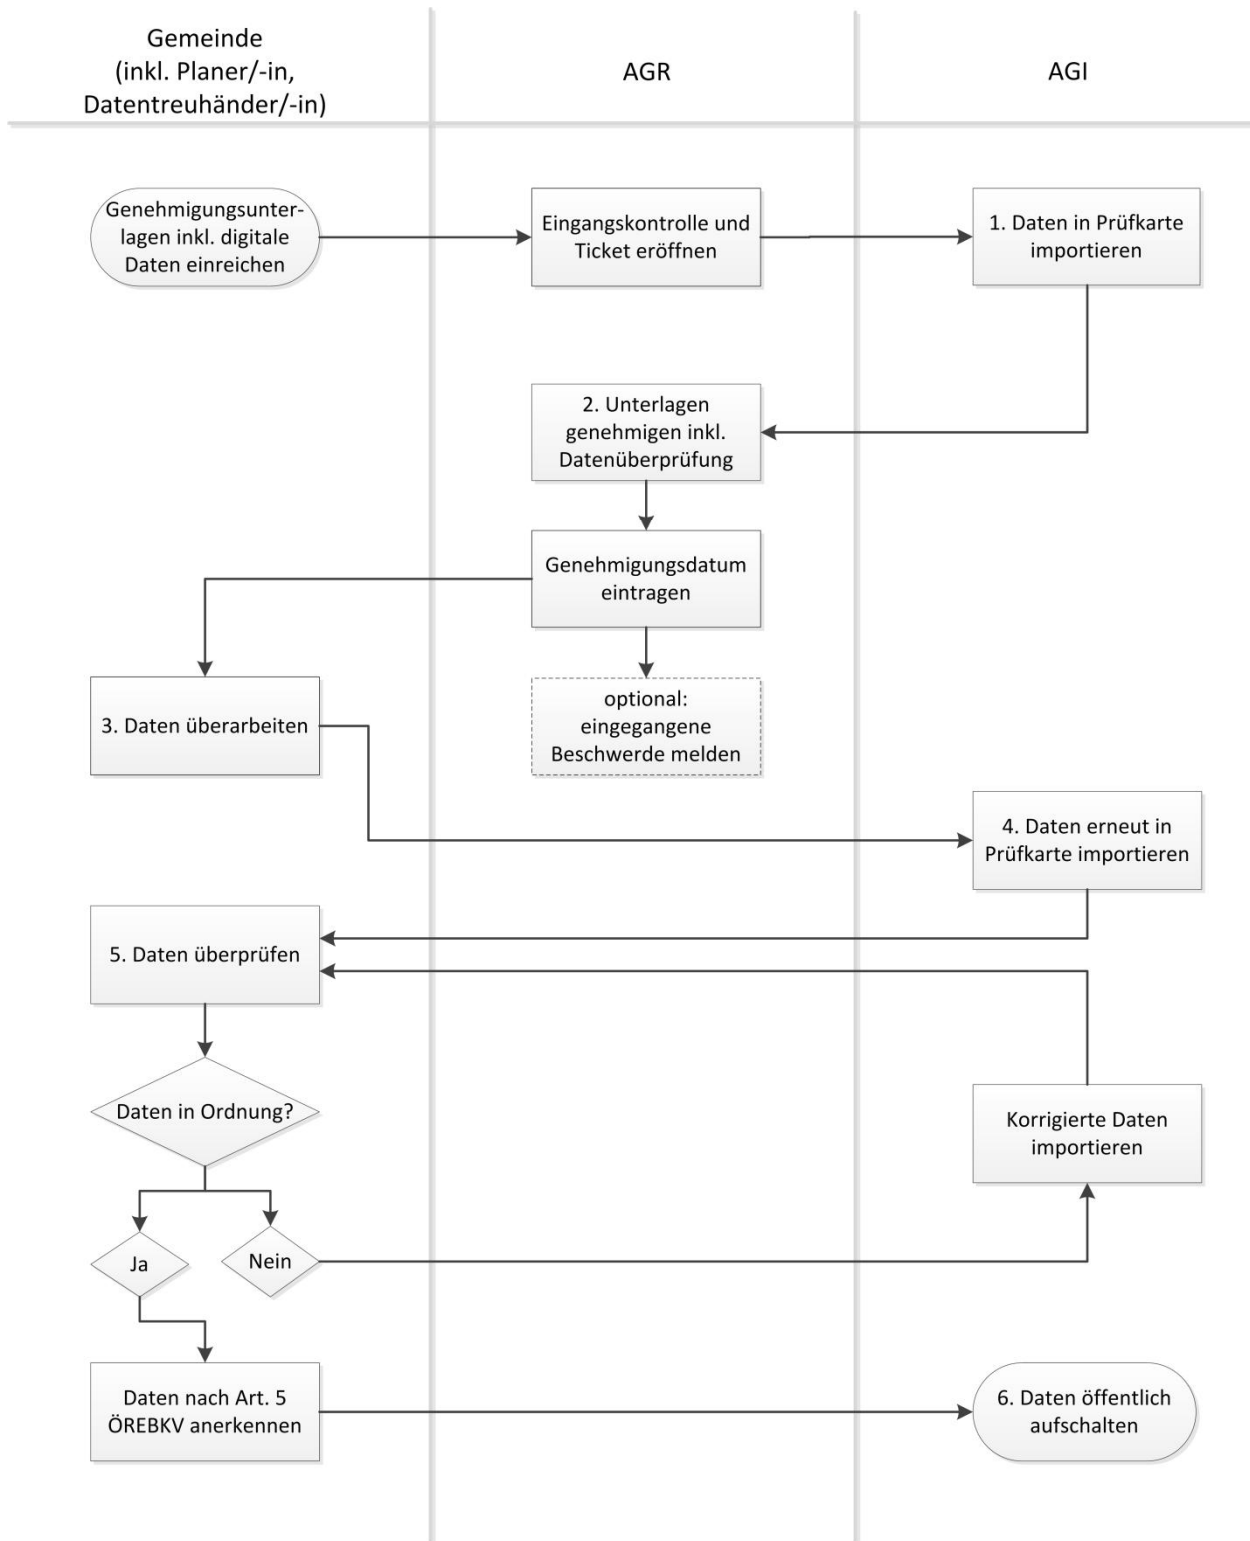 Gemeinde
(inkl. Planer/-in,
Datentreuhänder/-in)
AGR
AGI
Genehmigungsunter-
lagen inkl. digitale
Daten einreichen
Eingangskontrolle und
Ticket eröffnen
1. Daten in Prüfkarte
importieren
2. Unterlagen
genehmigen inkl.
Datenüberprüfung
Genehmigungsdatum
eintragen
3. Daten überarbeiten
optional:
eingegangene
Beschwerde melden
4. Daten erneut in
Prüfkarte importieren
5. Daten überprüfen
Daten in Ordnung?
Korrigierte Daten
importieren
Ja
Nein
Daten nach Art. 5
ÖREBKV anerkennen
6. Daten öffentlich
aufschalten